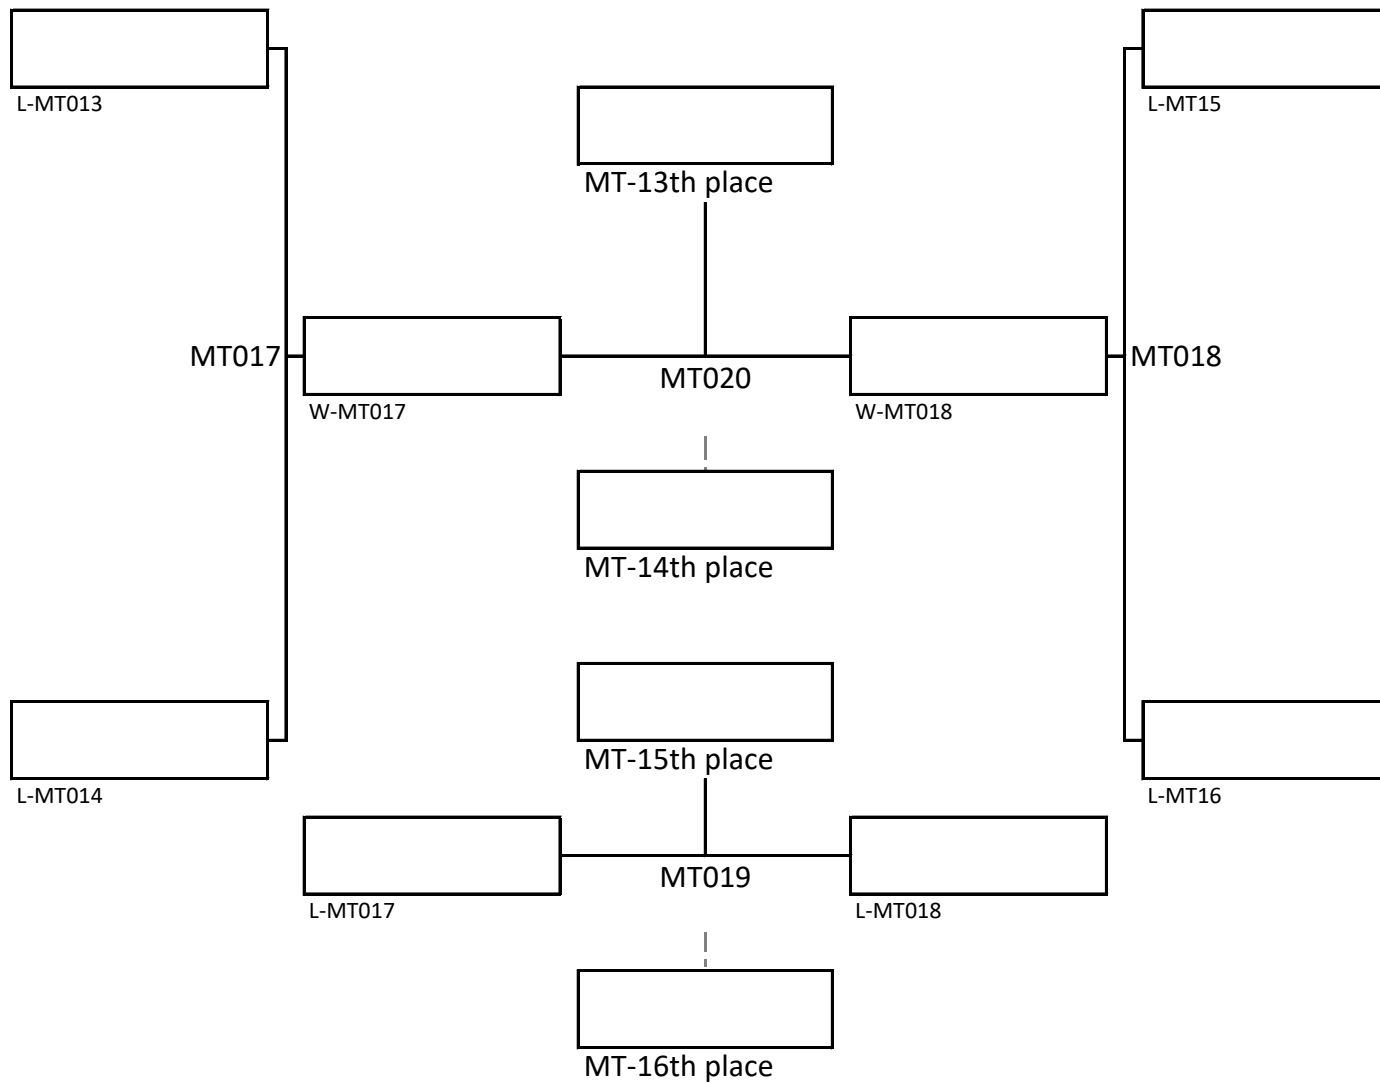 L-MT013
L-MT15
MT-13th place
MT017
MT020
MT018
W-MT017
W-MT018
MT-14th place
MT-15th place
L-MT014
L-MT16
MT019
L-MT017
L-MT018
MT-16th place